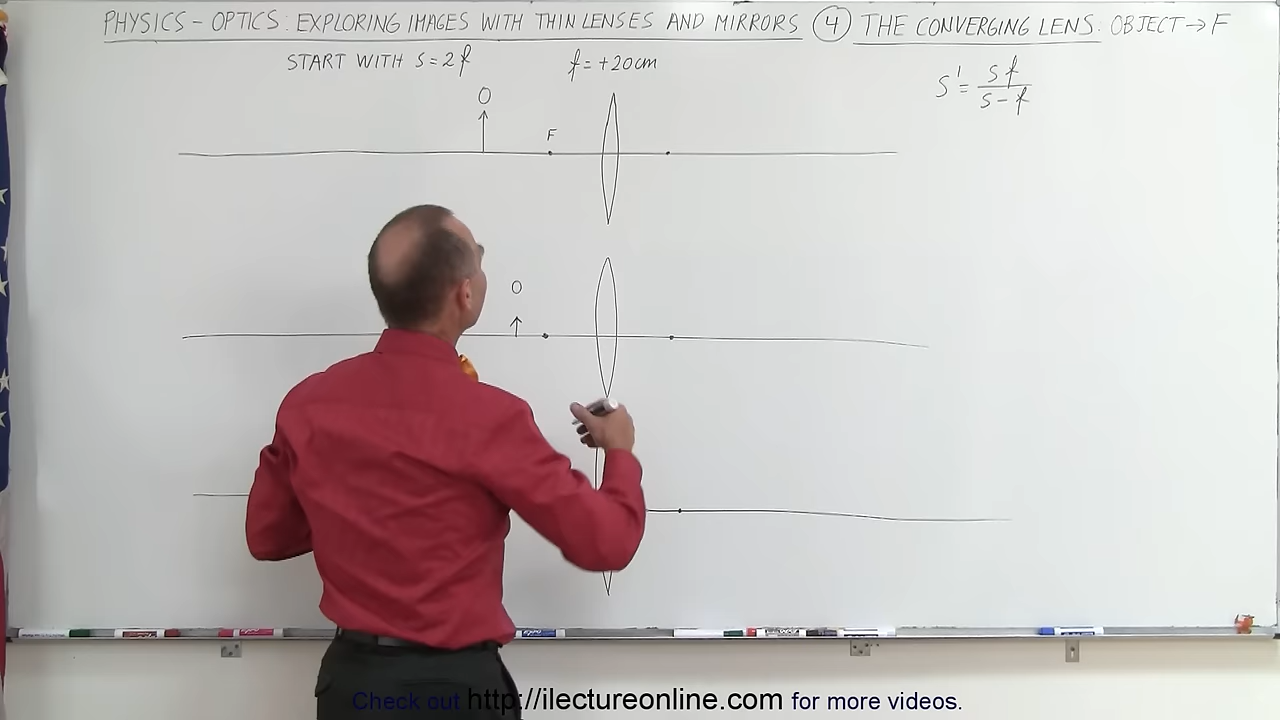 PHYSICS - OPTICS: EXPLORING IMAGES WITH THIN LENSES AND MIRRORS ④ THE CONVERGING LENS: OBJECT → F
START WITH S = 2f f = +20cm
S' = Sf / S - f
O
F
O
Check out http://ilectureonline.com for more videos.